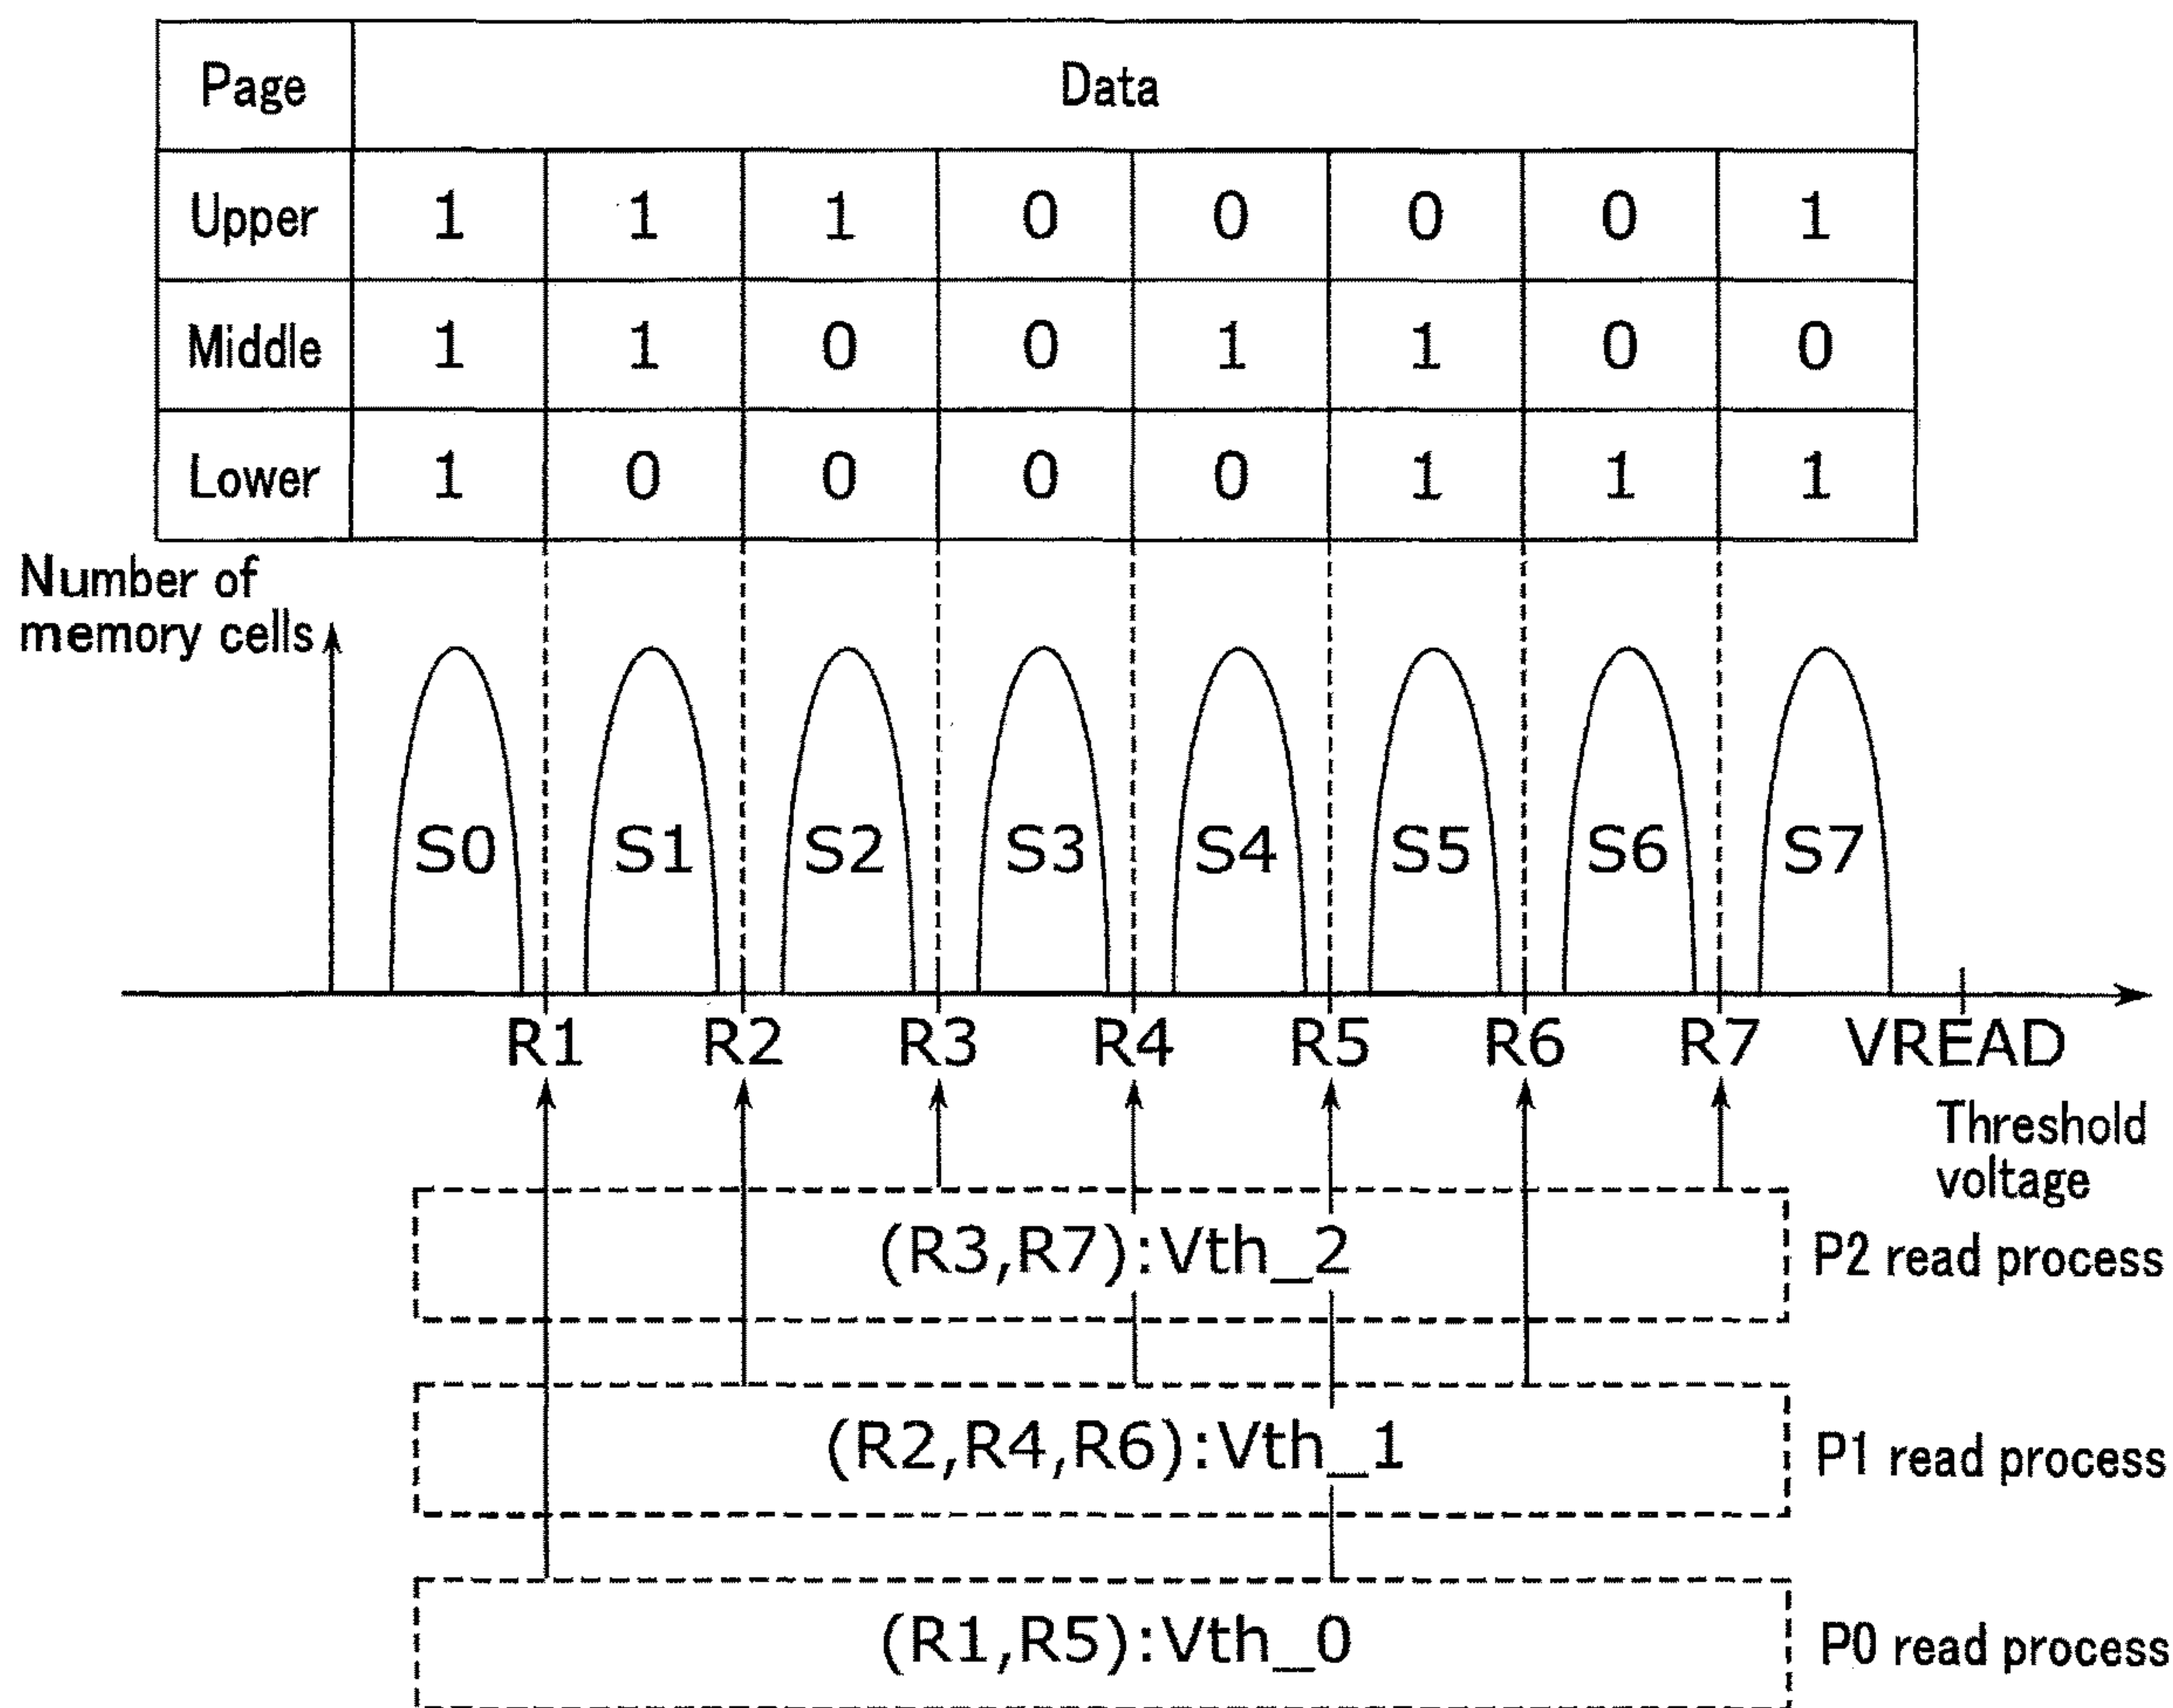 Page Data
Upper 1 1 1 0 0 0 0 1
Middle 1 1 0 0 1 1 0 0
Lower 1 0 0 0 0 1 1 1
Number of
memory cells
S0 S1 S2 S3 S4 S5 S6 S7
R1 R2 R3 R4 R5 R6 R7 VREAD
Threshold
voltage
(R3,R7):Vth_2 P2 read process
(R2,R4,R6):Vth_1 P1 read process
(R1,R5):Vth_0 P0 read process